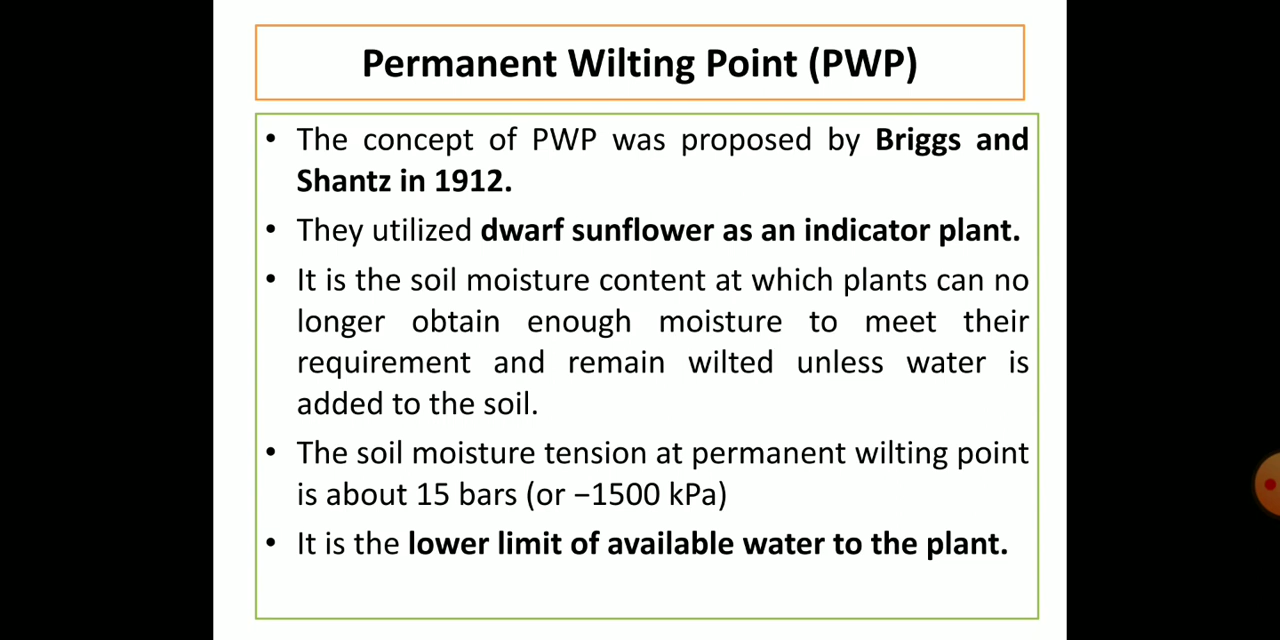 Permanent Wilting Point (PWP)
• The concept of PWP was proposed by Briggs and
Shantz in 1912.
• They utilized dwarf sunflower as an indicator plant.
• It is the soil moisture content at which plants can no
longer obtain enough moisture to meet their
requirement and remain wilted unless water is
added to the soil.
• The soil moisture tension at permanent wilting point
is about 15 bars (or −1500 kPa)
• It is the lower limit of available water to the plant.